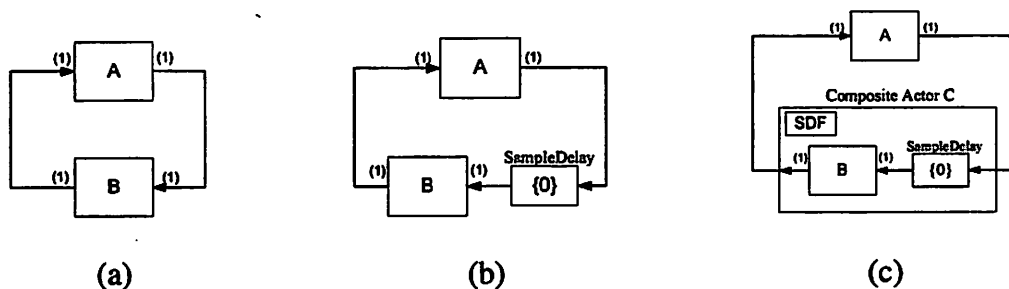 (1) A (1)
(1) B (1)
(a)
(1) A (1)
SampleDelay
(1) B (1) {0}
(b)
(1) A (1)
Composite Actor C
SDF
SampleDelay
(1) B (1) {0}
(c)